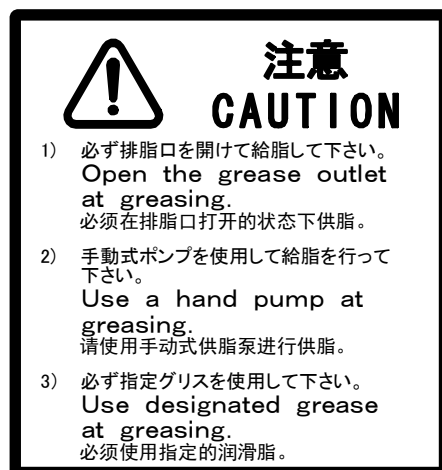 注意
CAUTION
1) 必ず排脂口を開けて給脂して下さい。
Open the grease outlet
at greasing.
必须在排脂口打开的状态下供脂。
2) 手動式ポンプを使用して給脂を行って
下さい。
Use a hand pump at
greasing.
请使用手动式供脂泵进行供脂。
3) 必ず指定グリスを使用して下さい。
Use designated grease
at greasing.
必须使用指定的润滑脂。